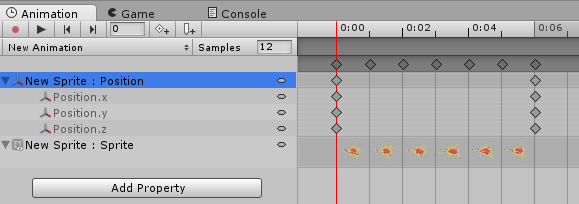 Animation Game Console
0 0:00 0:02 0:04 0:06
New Animation Samples 12
New Sprite : Position
Position.x
Position.y
Position.z
New Sprite : Sprite
Add Property